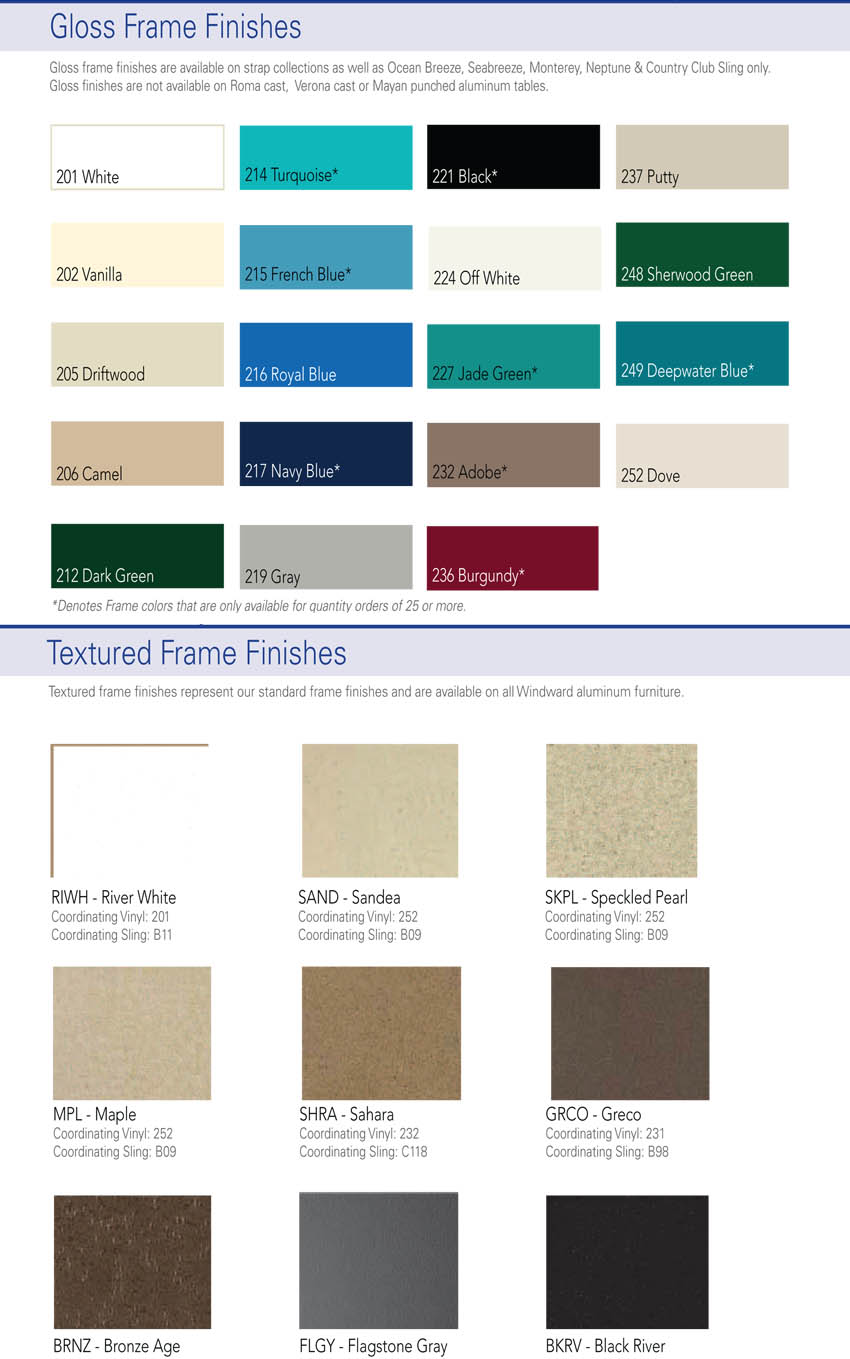 Gloss Frame Finishes
Gloss frame finishes are available on strap collections as well as Ocean Breeze, Seabreeze, Monterey, Neptune & Country Club Sling only.
Gloss finishes are not available on Roma cast, Verona cast or Mayan punched aluminum tables.
201 White
214 Turquoise*
221 Black*
237 Putty
202 Vanilla
215 French Blue*
224 Off White
248 Sherwood Green
205 Driftwood
216 Royal Blue
227 Jade Green*
249 Deepwater Blue*
206 Camel
217 Navy Blue*
232 Adobe*
252 Dove
212 Dark Green
219 Gray
236 Burgundy*
*Denotes Frame colors that are only available for quantity orders of 25 or more.
Textured Frame Finishes
Textured frame finishes represent our standard frame finishes and are available on all Windward aluminum furniture.
RIWH - River White
Coordinating Vinyl: 201
Coordinating Sling: B11
SAND - Sandea
Coordinating Vinyl: 252
Coordinating Sling: B09
SKPL - Speckled Pearl
Coordinating Vinyl: 252
Coordinating Sling: B09
MPL - Maple
Coordinating Vinyl: 252
Coordinating Sling: B09
SHRA - Sahara
Coordinating Vinyl: 232
Coordinating Sling: C118
GRCO - Greco
Coordinating Vinyl: 231
Coordinating Sling: B98
BRNZ - Bronze Age
FLGY - Flagstone Gray
BKRV - Black River